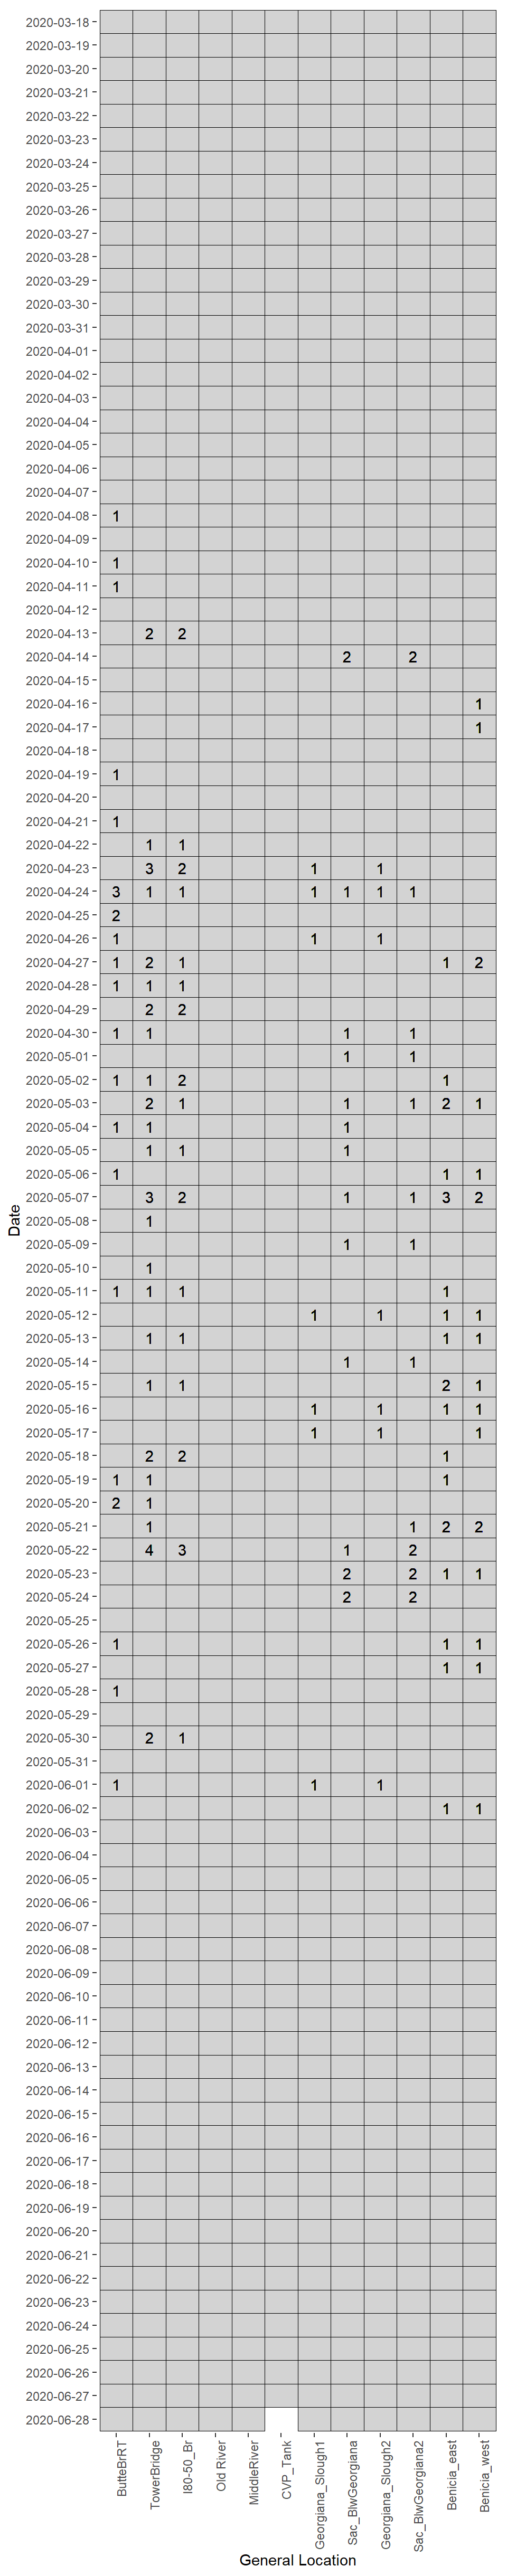 2020-03-18
2020-03-19
2020-03-20
2020-03-21
2020-03-22
2020-03-23
2020-03-24
2020-03-25
2020-03-26
2020-03-27
2020-03-28
2020-03-29
2020-03-30
2020-03-31
2020-04-01
2020-04-02
2020-04-03
2020-04-04
2020-04-05
2020-04-06
2020-04-07
2020-04-08 1
2020-04-09
2020-04-10 1
2020-04-11 1
2020-04-12
2020-04-13 2 2
2020-04-14 2 2
2020-04-15
2020-04-16 1
2020-04-17 1
2020-04-18
2020-04-19 1
2020-04-20
2020-04-21 1
2020-04-22 1 1
2020-04-23 3 2 1 1
2020-04-24 3 1 1 1 1 1 1
2020-04-25 2
2020-04-26 1 1 1
2020-04-27 1 2 1 1 2
2020-04-28 1 1 1
2020-04-29 2 2
2020-04-30 1 1 1 1
2020-05-01 1 1
2020-05-02 1 1 2 1
2020-05-03 2 1 1 1 2 1
2020-05-04 1 1 1
2020-05-05 1 1 1
2020-05-06 1 1 1
2020-05-07 3 2 1 1 3 2
2020-05-08 1
2020-05-09 1 1
2020-05-10 1
2020-05-11 1 1 1 1
2020-05-12 1 1 1 1
2020-05-13 1 1 1 1
2020-05-14 1 1
2020-05-15 1 1 2 1
2020-05-16 1 1 1 1
2020-05-17 1 1 1
2020-05-18 2 2 1
2020-05-19 1 1 1
2020-05-20 2 1
2020-05-21 1 1 2 2
2020-05-22 4 3 1 2
2020-05-23 2 2 1 1
2020-05-24 2 2
2020-05-25
2020-05-26 1 1 1
2020-05-27 1 1
2020-05-28 1
2020-05-29
2020-05-30 2 1
2020-05-31
2020-06-01 1 1 1
2020-06-02 1 1
2020-06-03
2020-06-04
2020-06-05
2020-06-06
2020-06-07
2020-06-08
2020-06-09
2020-06-10
2020-06-11
2020-06-12
2020-06-13
2020-06-14
2020-06-15
2020-06-16
2020-06-17
2020-06-18
2020-06-19
2020-06-20
2020-06-21
2020-06-22
2020-06-23
2020-06-24
2020-06-25
2020-06-26
2020-06-27
2020-06-28
Date
ButteBrRT
TowerBridge
I80-50_Br
Old River
MiddleRiver
CVP_Tank
Georgiana_Slough1
Sac_BlwGeorgiana
Georgiana_Slough2
Sac_BlwGeorgiana2
Benicia_east
Benicia_west
General Location